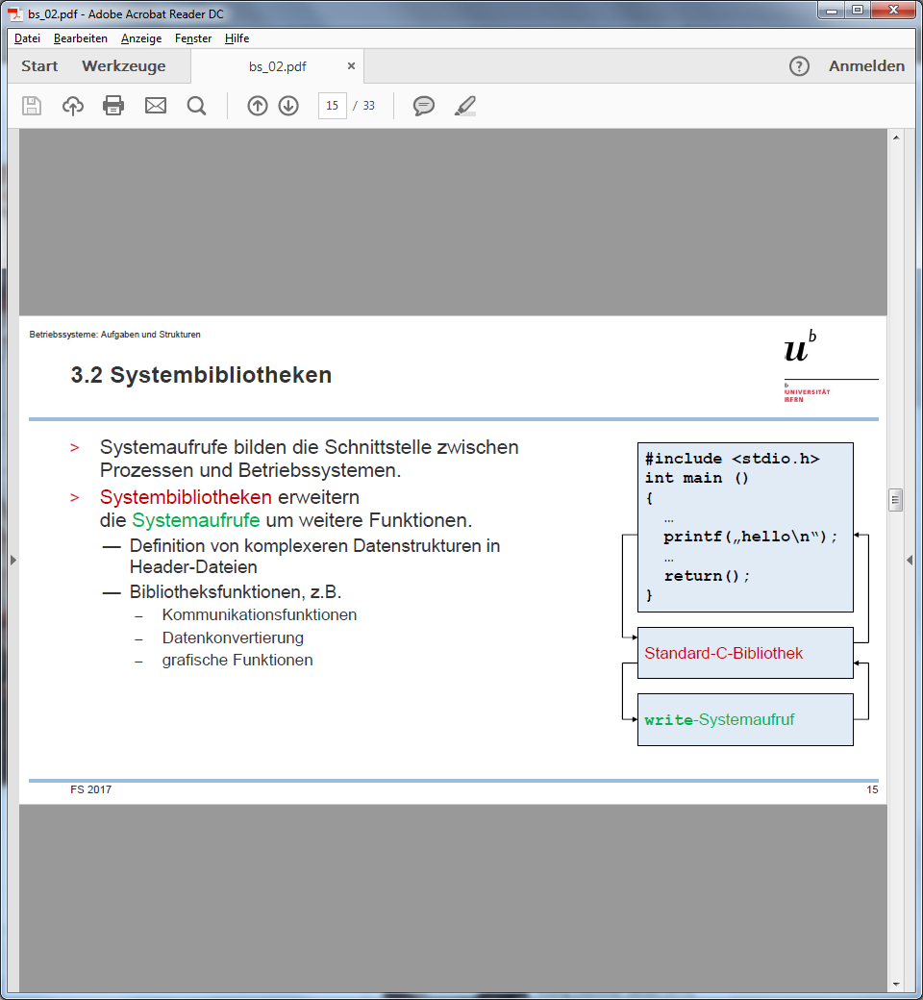 bs_02.pdf - Adobe Acrobat Reader DC
Datei Bearbeiten Anzeige Fenster Hilfe
Start Werkzeuge bs_02.pdf × ? Anmelden
15 / 33
Betriebssysteme: Aufgaben und Strukturen
u b
3.2 Systembibliotheken
b
UNIVERSITÄT
BERN
> Systemaufrufe bilden die Schnittstelle zwischen
Prozessen und Betriebssystemen.
> Systembibliotheken erweitern
die Systemaufrufe um weitere Funktionen.
— Definition von komplexeren Datenstrukturen in
Header-Dateien
— Bibliotheksfunktionen, z.B.
– Kommunikationsfunktionen
– Datenkonvertierung
– grafische Funktionen
#include <stdio.h>
int main ()
{
…
printf(„hello\n“);
…
return();
}
Standard-C-Bibliothek
write-Systemaufruf
FS 2017
15